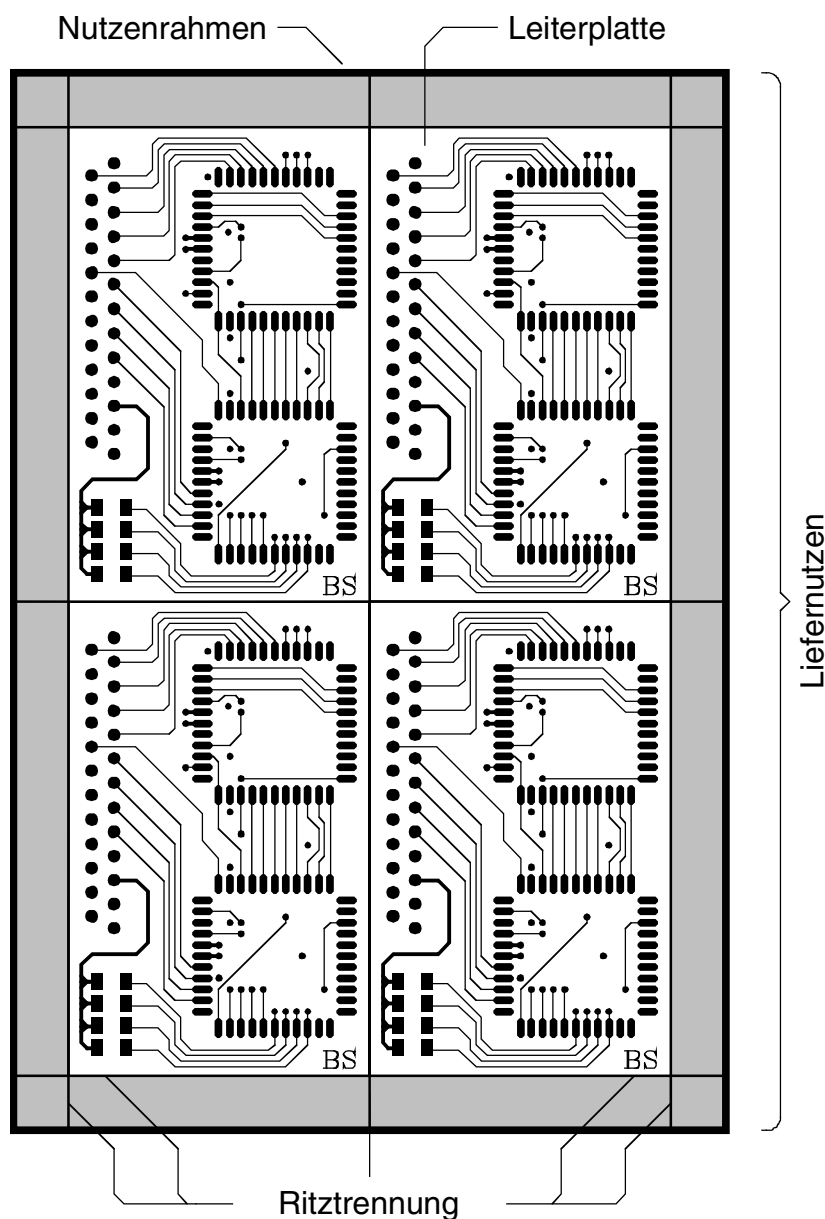 Nutzenrahmen
Leiterplatte
BS
BS
Liefernutzen
BS
BS
Ritztrennung